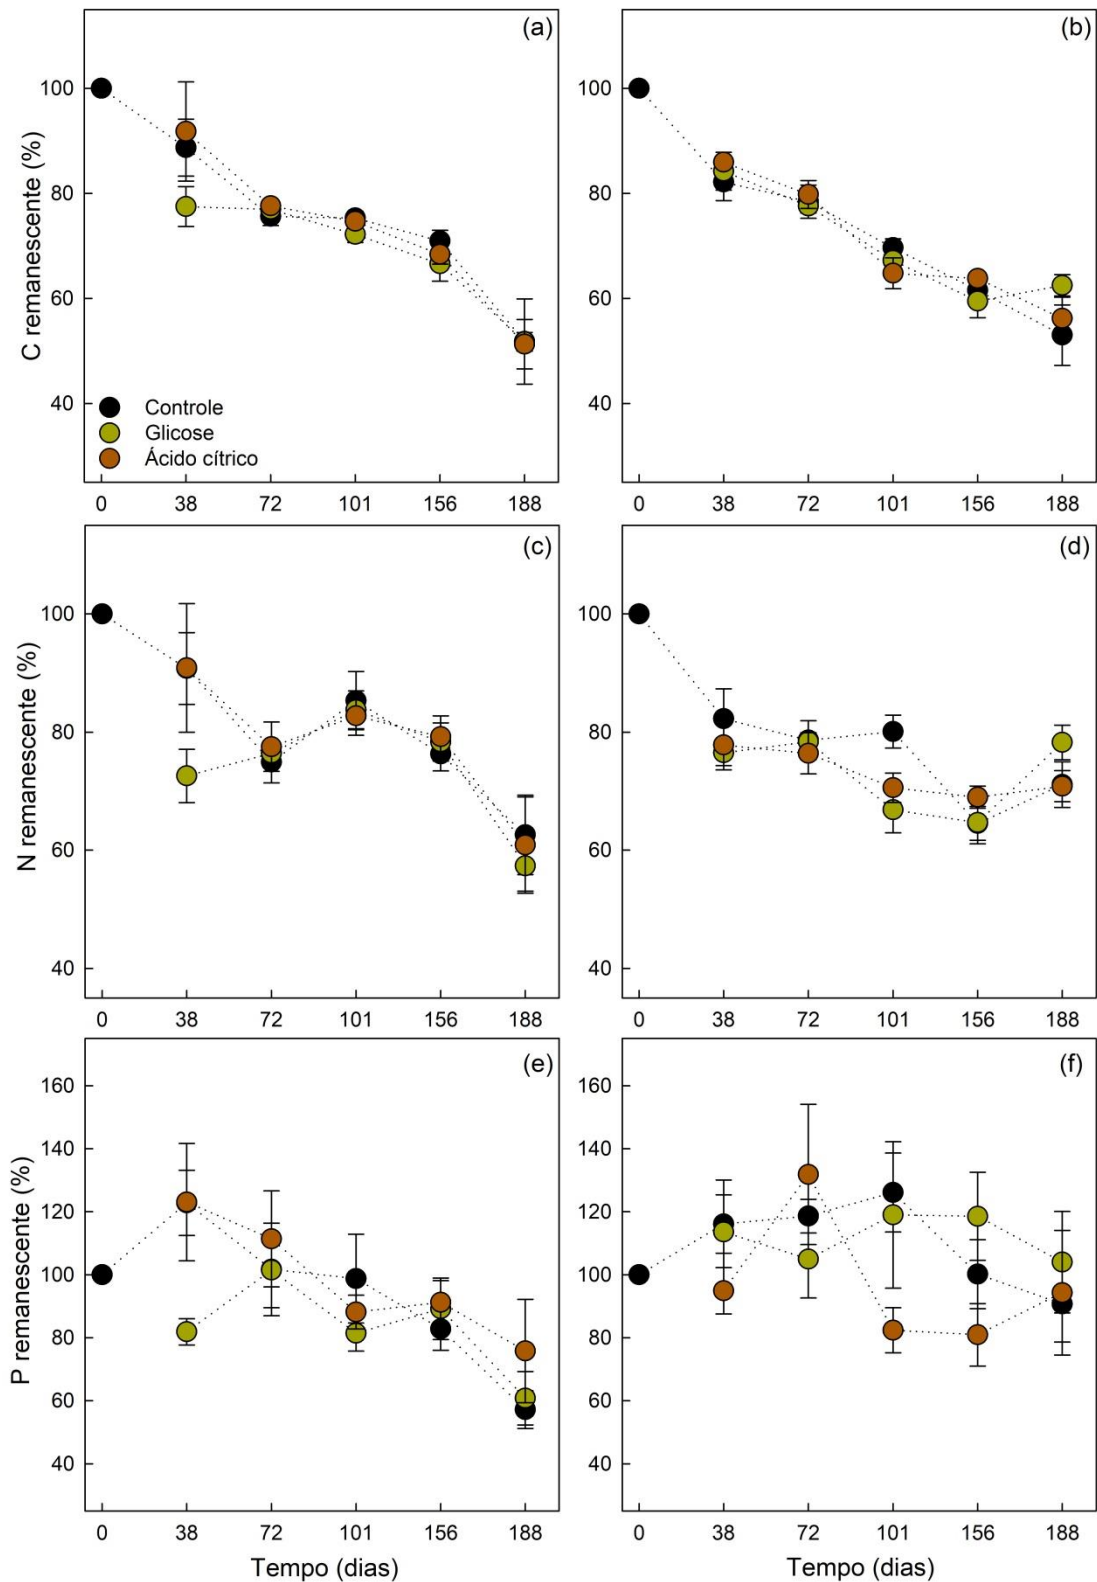 (a)
C remanescente (%)
100
80
60
40
Controle
Glicose
Ácido cítrico
0 38 72 101 156 188
(b)
100
80
60
40
0 38 72 101 156 188
(c)
N remanescente (%)
100
80
60
40
0 38 72 101 156 188
(d)
100
80
60
40
0 38 72 101 156 188
(e)
P remanescente (%)
160
140
120
100
80
60
40
0 38 72 101 156 188
Tempo (dias)
(f)
160
140
120
100
80
60
40
0 38 72 101 156 188
Tempo (dias)